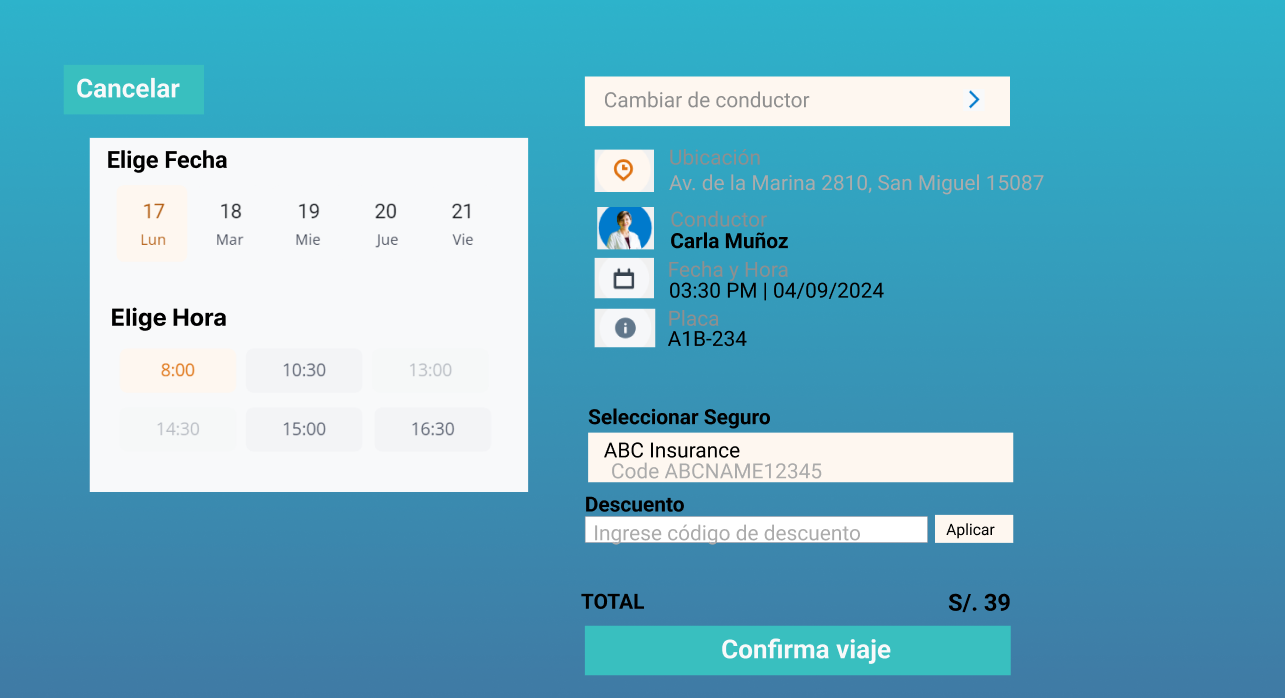 Cancelar
Elige Fecha
17 18 19 20 21
Lun Mar Mie Jue Vie
Elige Hora
8:00 10:30 13:00
14:30 15:00 16:30
Cambiar de conductor
Ubicación
Av. de la Marina 2810, San Miguel 15087
Conductor
Carla Muñoz
Fecha y Hora
03:30 PM | 04/09/2024
Placa
A1B-234
Seleccionar Seguro
ABC Insurance
Code ABCNAME12345
Descuento
Ingrese código de descuento Aplicar
TOTAL S/. 39
Confirma viaje